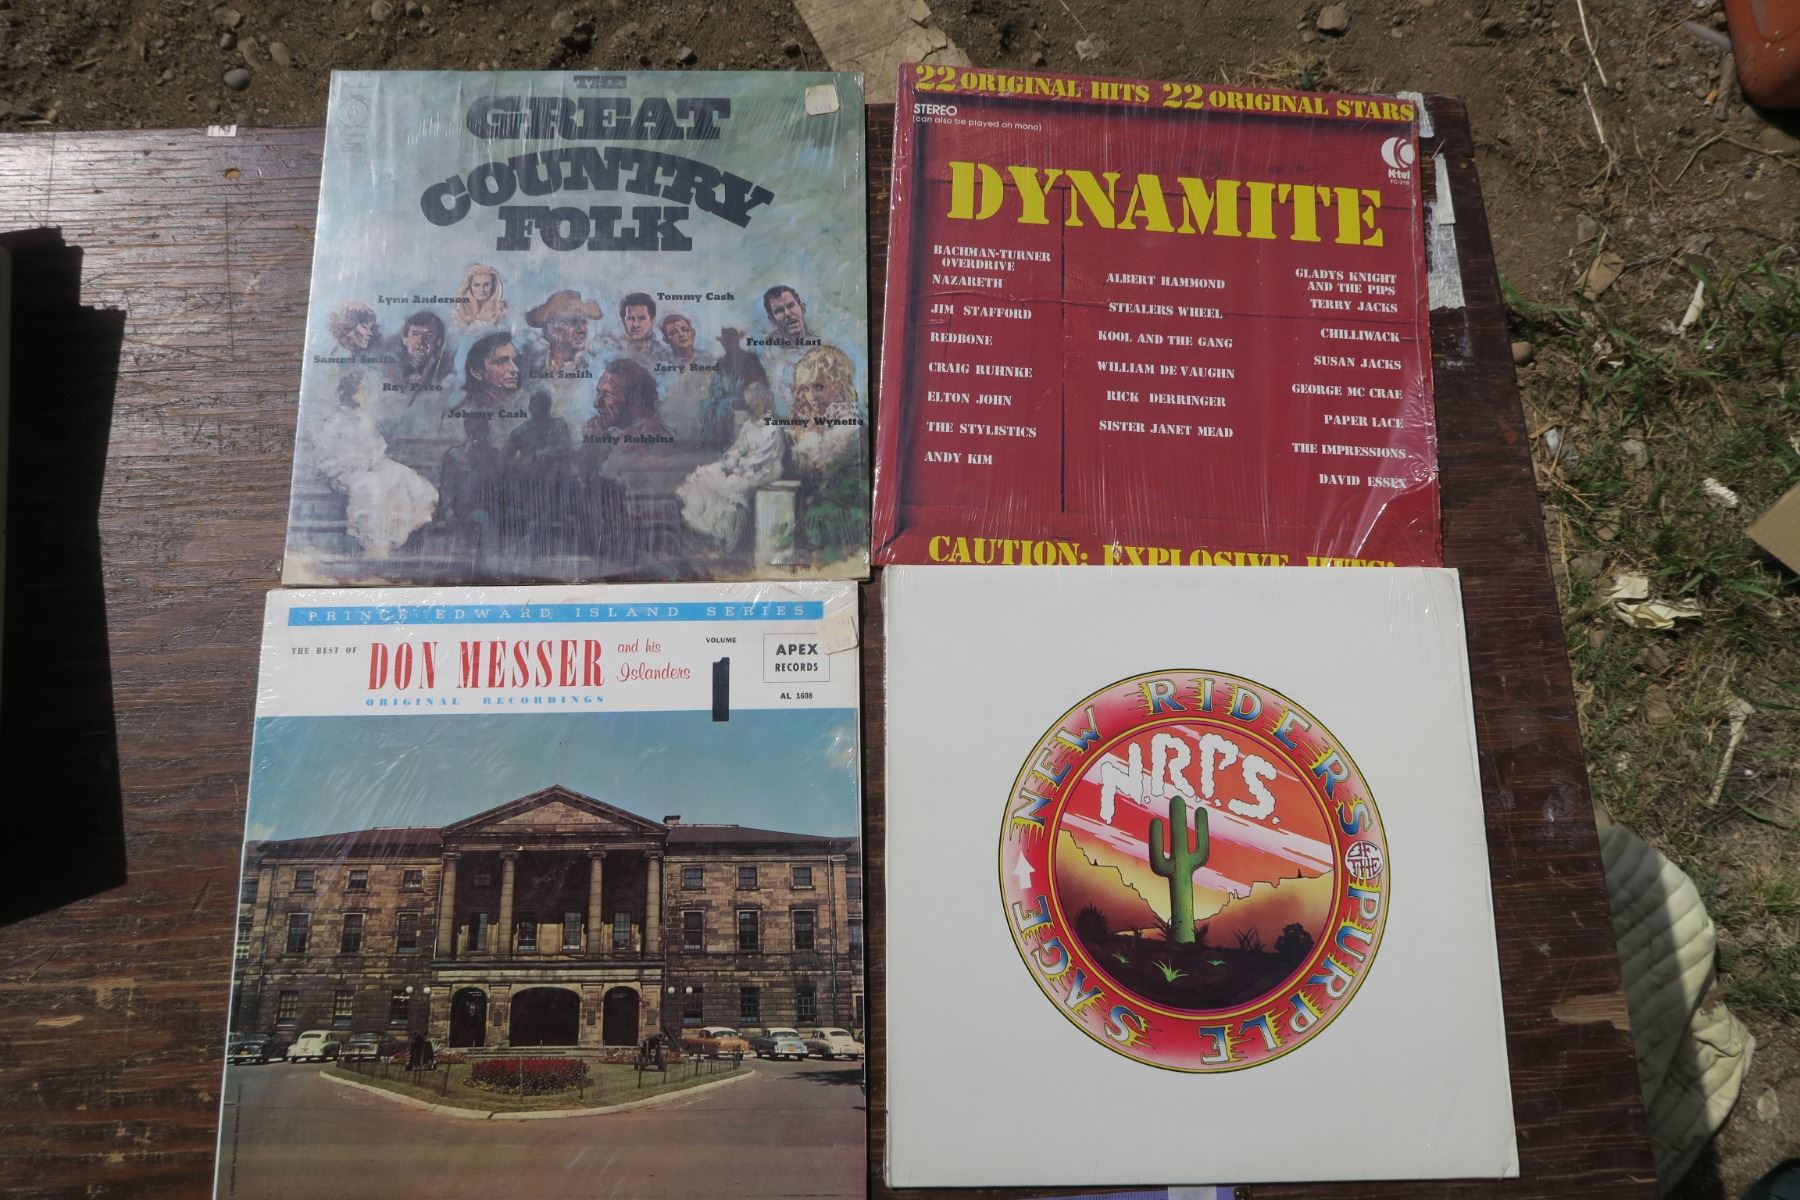 THE
GREAT
COUNTRY
FOLK
Lynn Anderson
Tommy Cash
Freddie Hart
Sammi Smith
Carl Smith
Jerry Reed
Ray Price
Johnny Cash
Marty Robbins
Tammy Wynette
22 ORIGINAL HITS 22 ORIGINAL STARS
STEREO
(can also be played on mono)
K-tel
TC-219
DYNAMITE
BACHMAN-TURNER
OVERDRIVE
NAZARETH
JIM STAFFORD
REDBONE
CRAIG RUHNKE
ELTON JOHN
THE STYLISTICS
ANDY KIM
ALBERT HAMMOND
STEALERS WHEEL
KOOL AND THE GANG
WILLIAM DE VAUGHN
RICK DERRINGER
SISTER JANET MEAD
GLADYS KNIGHT
AND THE PIPS
TERRY JACKS
CHILLIWACK
SUSAN JACKS
GEORGE MC CRAE
PAPER LACE
THE IMPRESSIONS
DAVID ESSEX
CAUTION: EXPLOSIVE HITS!
PRINCE EDWARD ISLAND SERIES
THE BEST OF DON MESSER and his
Islanders
ORIGINAL RECORDINGS
VOLUME
1
APEX
RECORDS
AL 1608
NEW RIDERS OF THE PURPLE SAGE
N.R.P.S.